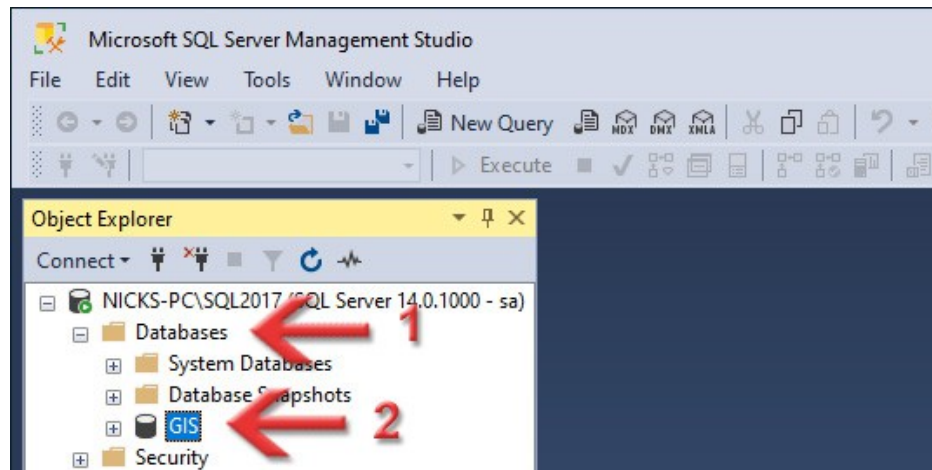 Microsoft SQL Server Management Studio
File Edit View Tools Window Help
New Query MDX DMX XMLA
Execute
Object Explorer
Connect
NICKS-PC\SQL2017 (SQL Server 14.0.1000 - sa)
Databases 1
System Databases
Database Snapshots
GIS 2
Security